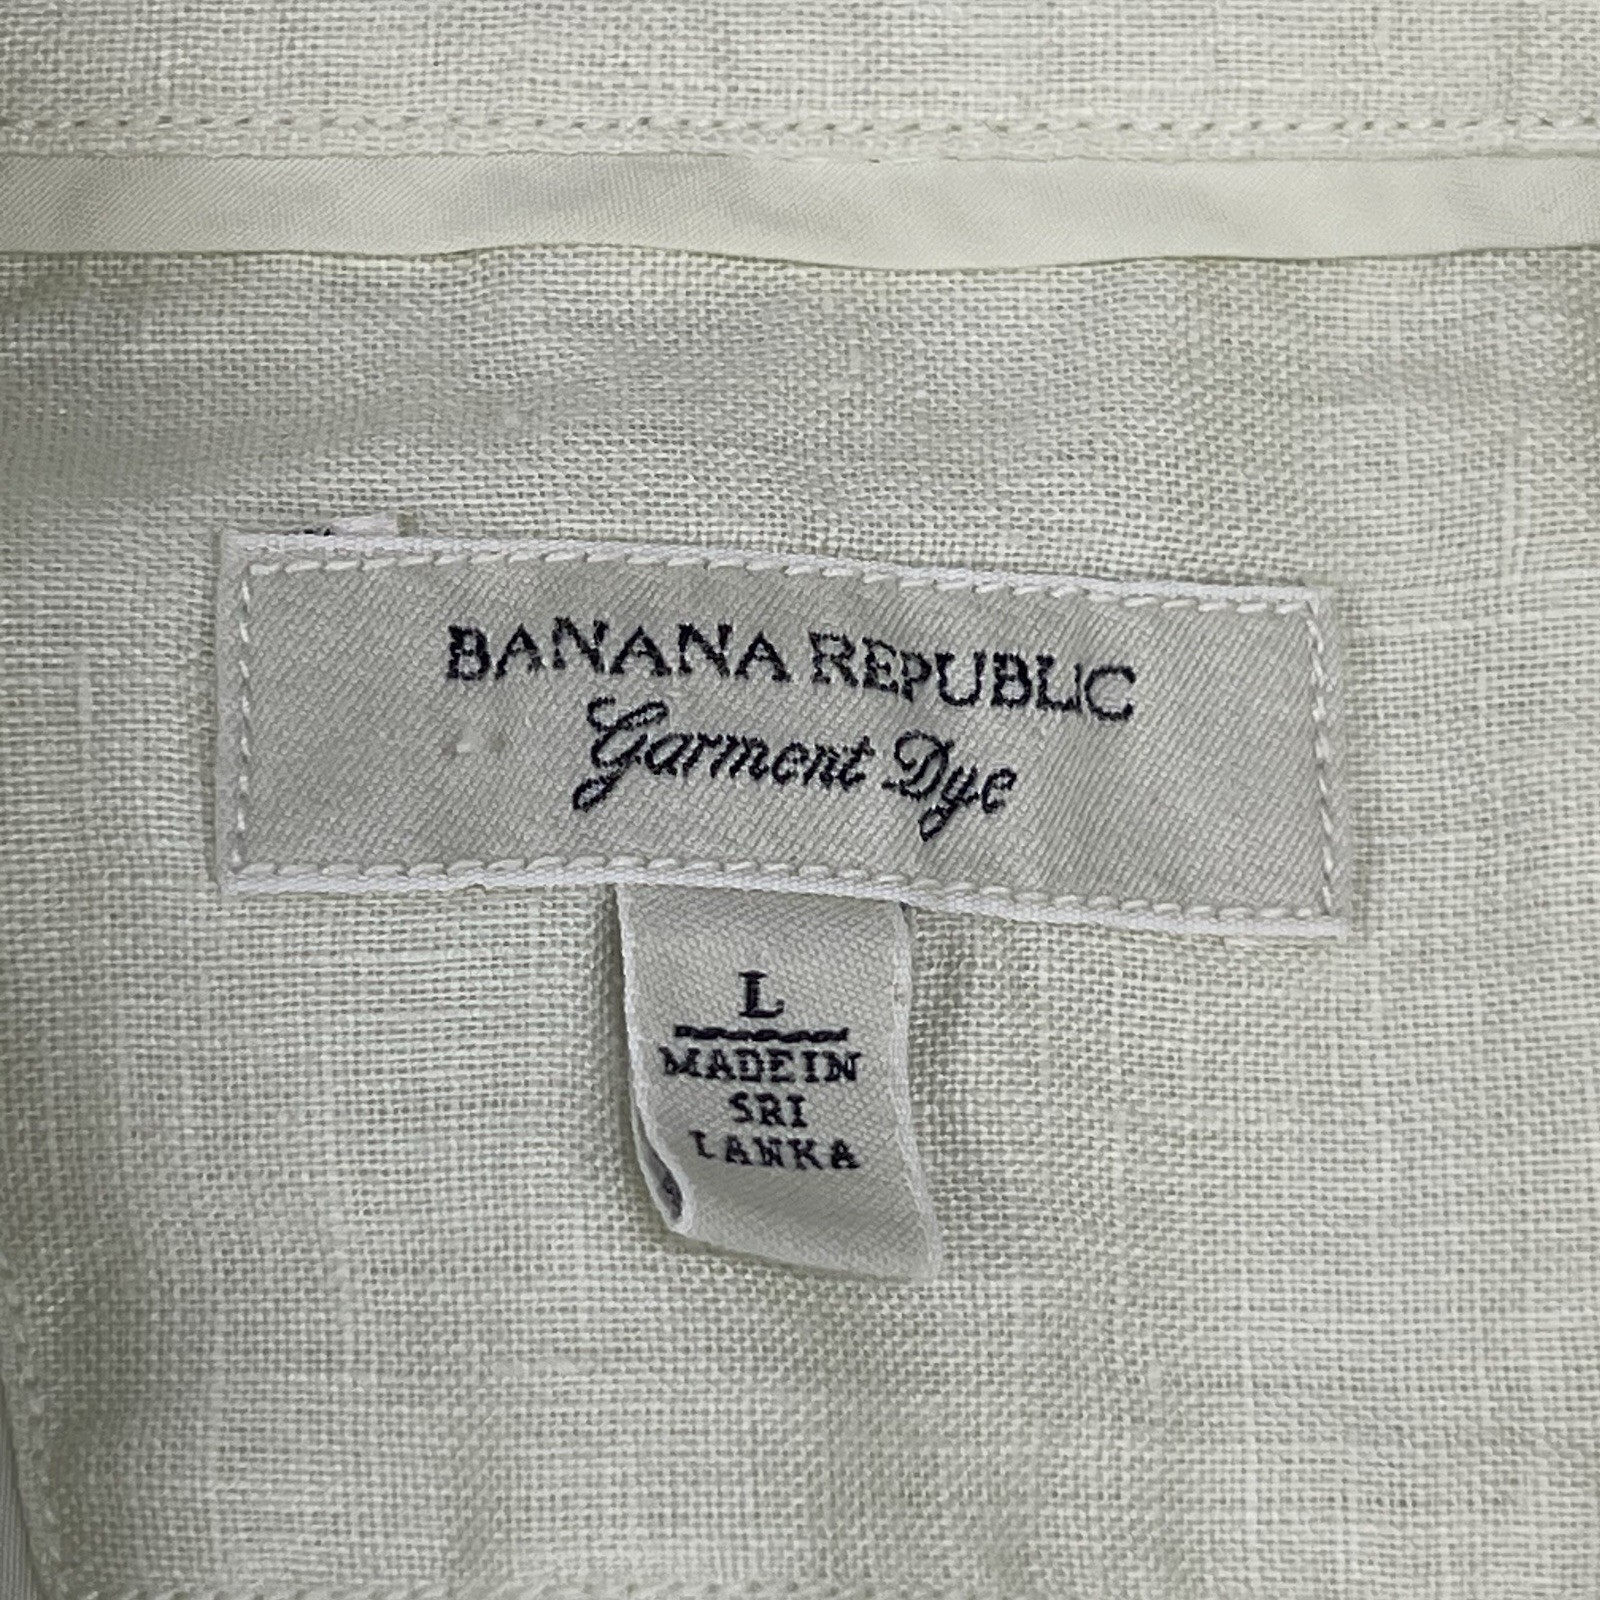 BANANA REPUBLIC
Garment Dye
L
MADE IN
SRI
LANKA